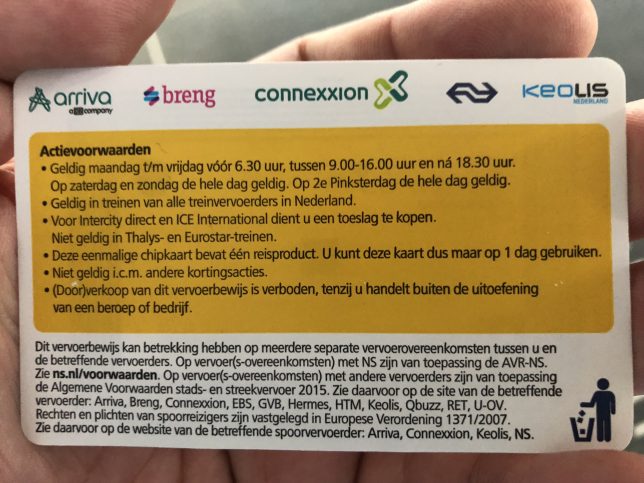 arriva
a DB company
breng
connexxion
KEOLIS
NEDERLAND
Actievoorwaarden
• Geldig maandag t/m vrijdag vóór 6.30 uur, tussen 9.00-16.00 uur en ná 18.30 uur.
Op zaterdag en zondag de hele dag geldig. Op 2e Pinksterdag de hele dag geldig.
• Geldig in treinen van alle treinvervoerders in Nederland.
• Voor Intercity direct en ICE International dient u een toeslag te kopen.
Niet geldig in Thalys- en Eurostar-treinen.
• Deze eenmalige chipkaart bevat één reisproduct. U kunt deze kaart dus maar op 1 dag gebruiken.
• Niet geldig i.c.m. andere kortingsacties.
• (Door)verkoop van dit vervoerbewijs is verboden, tenzij u handelt buiten de uitoefening
van een beroep of bedrijf.
Dit vervoerbewijs kan betrekking hebben op meerdere separate vervoerovereenkomsten tussen u en
de betreffende vervoerders. Op vervoer(s-overeenkomsten) met NS zijn van toepassing de AVR-NS.
Zie ns.nl/voorwaarden. Op vervoer(s-overeenkomsten) met andere vervoerders zijn van toepassing
de Algemene Voorwaarden stads- en streekvervoer 2015. Zie daarvoor op de site van de betreffende
vervoerder: Arriva, Breng, Connexxion, EBS, GVB, Hermes, HTM, Keolis, Qbuzz, RET, U-OV.
Rechten en plichten van spoorreizigers zijn vastgelegd in Europese Verordening 1371/2007.
Zie daarvoor op de website van de betreffende spoorvervoerder: Arriva, Connexxion, Keolis, NS.